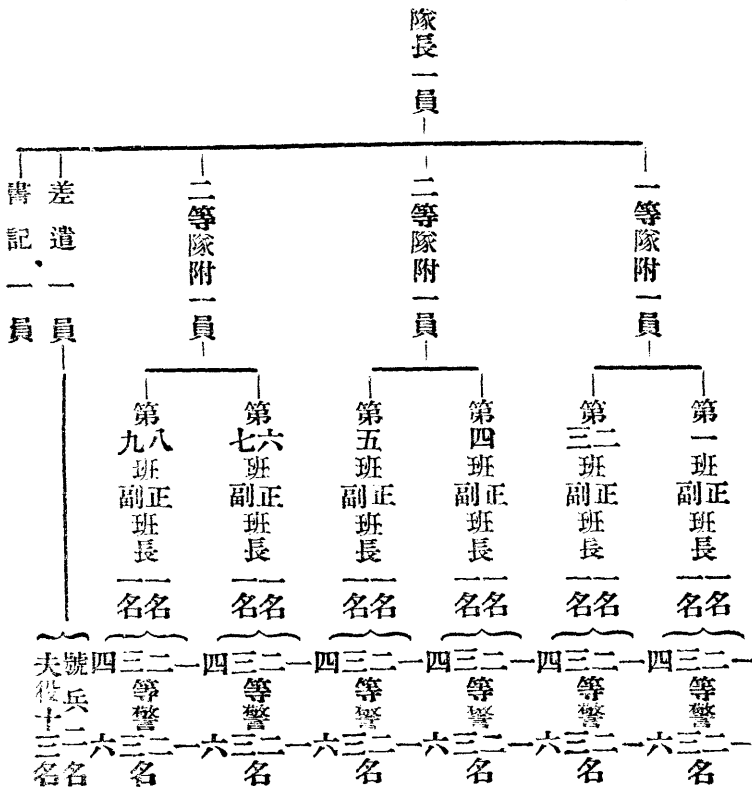 隊長一員
一等隊附一員
二等隊附一員
二等隊附一員
差遣一員
書記一員
第一班正副班長一名一名
第二三班正副班長一名一名
第四班正副班長一名一名
第五班正副班長一名一名
第六七班正副班長一名一名
第八九班正副班長一名一名
一二三四等警一二三六名
一二三四等警一二三六名
一二三四等警一二三六名
一二三四等警一二三六名
一二三四等警一二三六名
一二三四等警一二三六名
號兵二名
夫役十三名